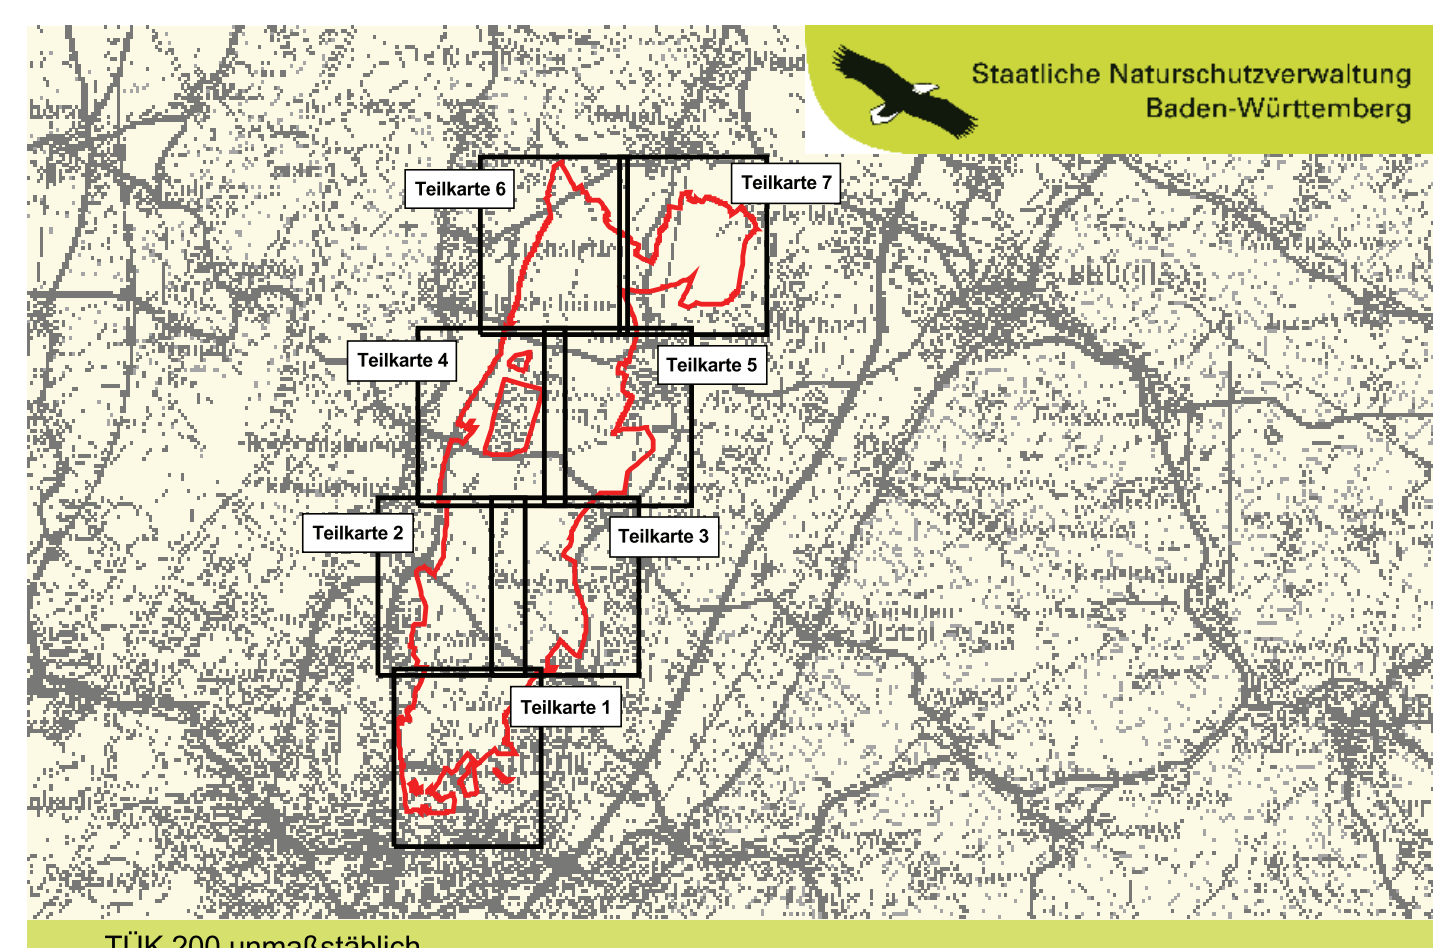 Staatliche Naturschutzverwaltung
Baden-Württemberg
Teilkarte 6
Teilkarte 7
Teilkarte 4
Teilkarte 5
Teilkarte 2
Teilkarte 3
Teilkarte 1
TÜK 200 unmaßstäblich